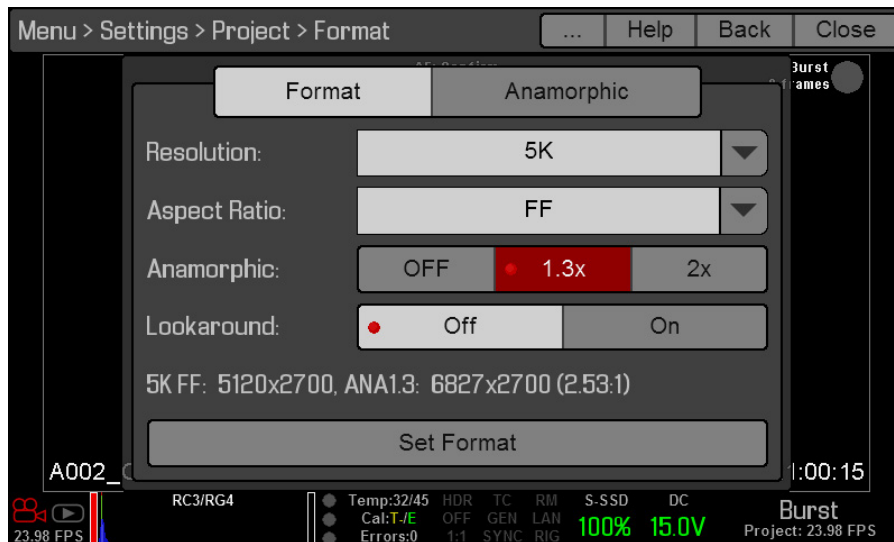 Menu > Settings > Project > Format
... Help Back Close
Burst
frames
Format Anamorphic
Resolution: 5K
Aspect Ratio: FF
Anamorphic: OFF 1.3x 2x
Lookaround: Off On
5K FF: 5120x2700, ANA1.3: 6827x2700 (2.53:1)
Set Format
A002_ 1:00:15
RC3/RG4 Temp:32/45 HDR TC RM S-SSD DC
Cal:T-/E OFF GEN LAN 100% 15.0V Burst
23.98 FPS Errors:0 1:1 SYNC RIG Project: 23.98 FPS